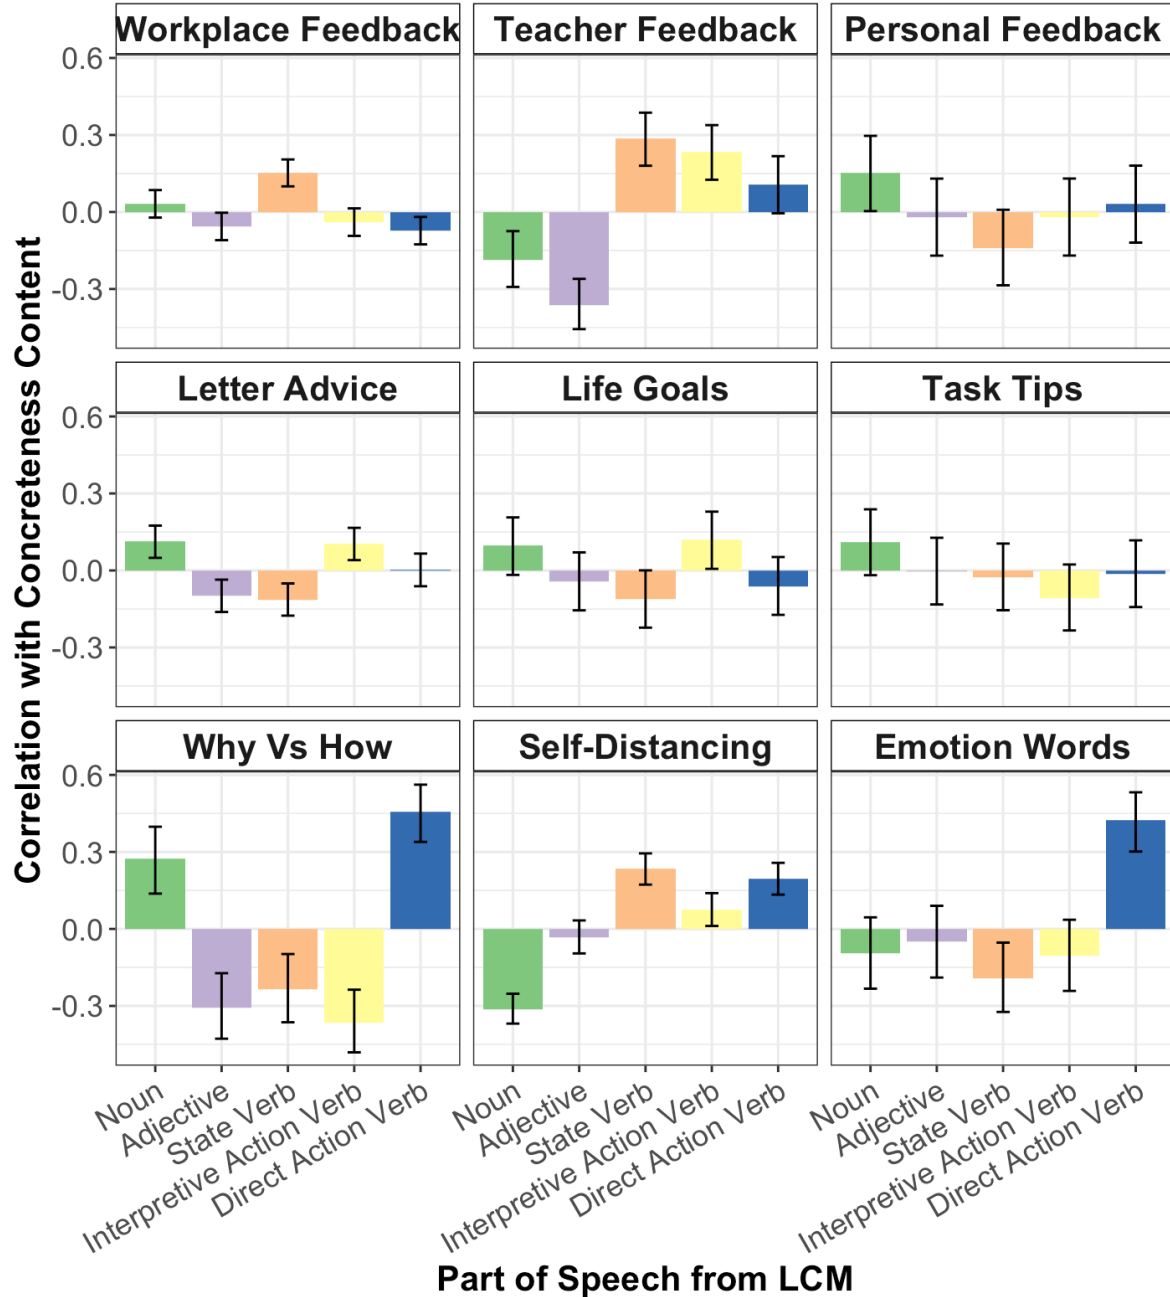 Workplace Feedback
Teacher Feedback
Personal Feedback
0.6
0.3
0.0
-0.3
Letter Advice
Life Goals
Task Tips
0.6
0.3
0.0
-0.3
Why Vs How
Self-Distancing
Emotion Words
0.6
0.3
0.0
-0.3
Correlation with Concreteness Content
Noun
Adjective
State Verb
Interpretive Action Verb
Direct Action Verb
Noun
Adjective
State Verb
Interpretive Action Verb
Direct Action Verb
Noun
Adjective
State Verb
Interpretive Action Verb
Direct Action Verb
Part of Speech from LCM